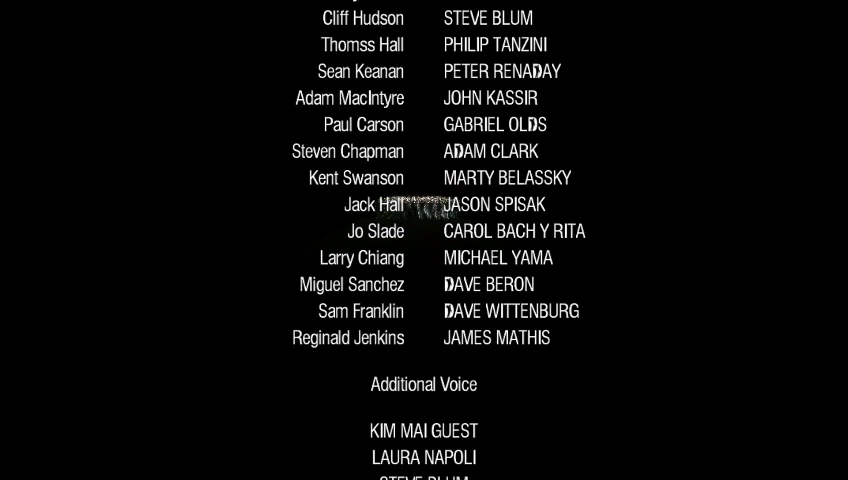 Cliff Hudson STEVE BLUM
Thomss Hall PHILIP TANZINI
Sean Keanan PETER RENADAY
Adam MacIntyre JOHN KASSIR
Paul Carson GABRIEL OLDS
Steven Chapman ADAM CLARK
Kent Swanson MARTY BELASSKY
Jack Hall JASON SPISAK
Jo Slade CAROL BACH Y RITA
Larry Chiang MICHAEL YAMA
Miguel Sanchez DAVE BERON
Sam Franklin DAVE WITTENBURG
Reginald Jenkins JAMES MATHIS
Additional Voice
KIM MAI GUEST
LAURA NAPOLI
STEVE BLUM